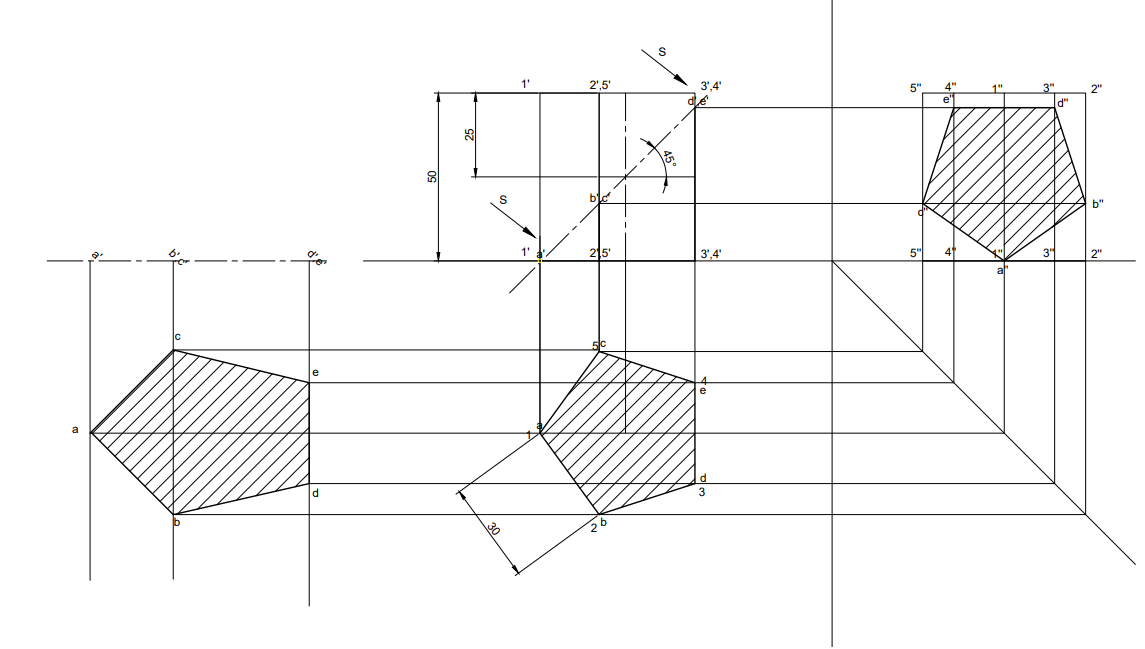 S
1' 2',5' 3',4' 5'' 4'' 1'' 3'' 2''
d' e' e'' d''
25
45°
50
S b' c' c'' b''
a' b' c' d' e' 1' a' 2',5' 3',4' 5'' 4'' 1'' 3'' 2''
a''
c 5 c
e 4
e
a a
1
d d
3
b 2 b
30